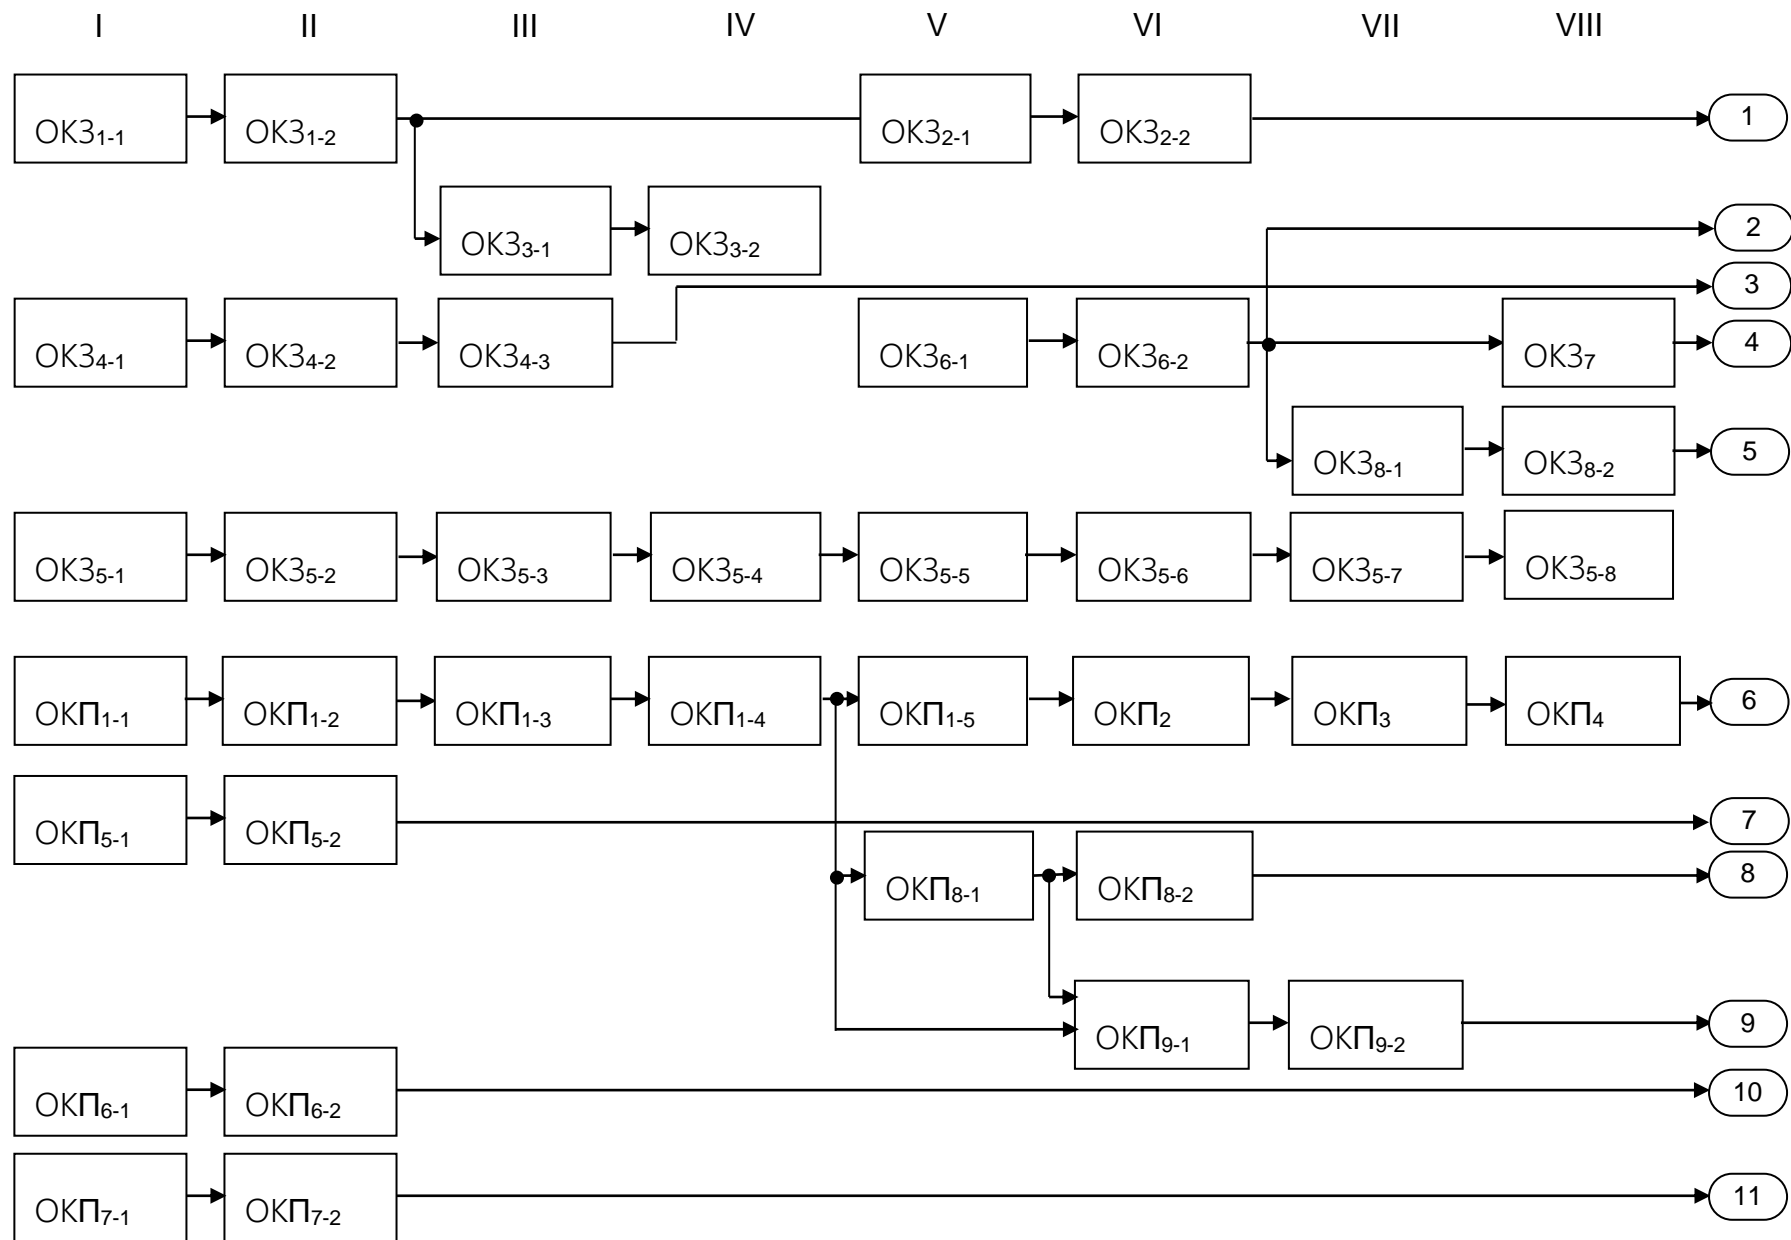 I II III IV V VI VII VIII
ОКЗ1-1 ОКЗ1-2 ОКЗ2-1 ОКЗ2-2 1
ОКЗ3-1 ОКЗ3-2 2
3
ОКЗ4-1 ОКЗ4-2 ОКЗ4-3 ОКЗ6-1 ОКЗ6-2 ОКЗ7 4
ОКЗ8-1 ОКЗ8-2 5
ОКЗ5-1 ОКЗ5-2 ОКЗ5-3 ОКЗ5-4 ОКЗ5-5 ОКЗ5-6 ОКЗ5-7 ОКЗ5-8
ОКП1-1 ОКП1-2 ОКП1-3 ОКП1-4 ОКП1-5 ОКП2 ОКП3 ОКП4 6
ОКП5-1 ОКП5-2 7
ОКП8-1 ОКП8-2 8
ОКП9-1 ОКП9-2 9
ОКП6-1 ОКП6-2 10
ОКП7-1 ОКП7-2 11